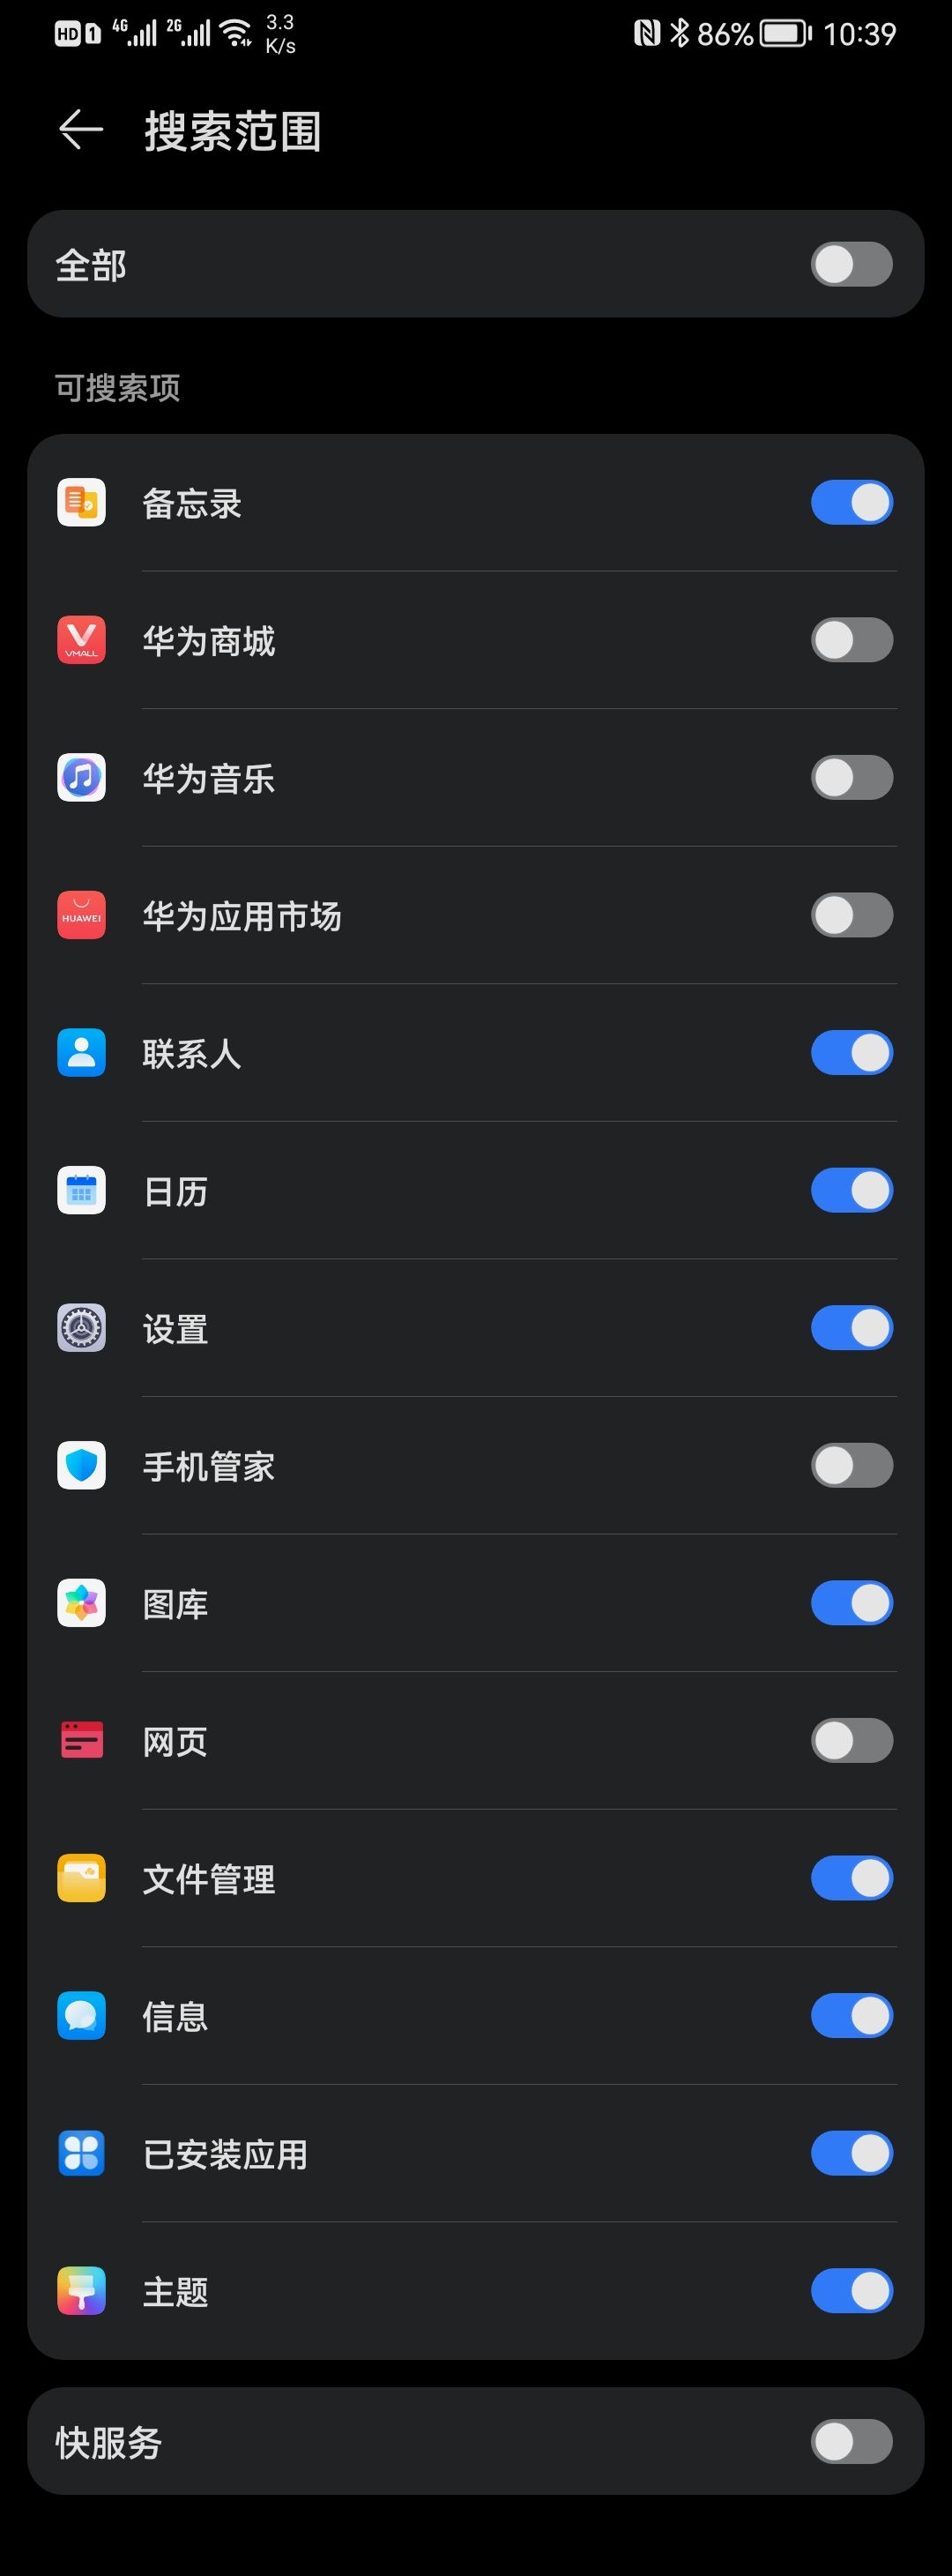 HD 1 4G 2G 3.3 K/s 86% 10:39
搜索范围
全部
可搜索项
备忘录
VMALL 华为商城
华为音乐
HUAWEI 华为应用市场
联系人
日历
设置
手机管家
图库
网页
文件管理
信息
已安装应用
主题
快服务